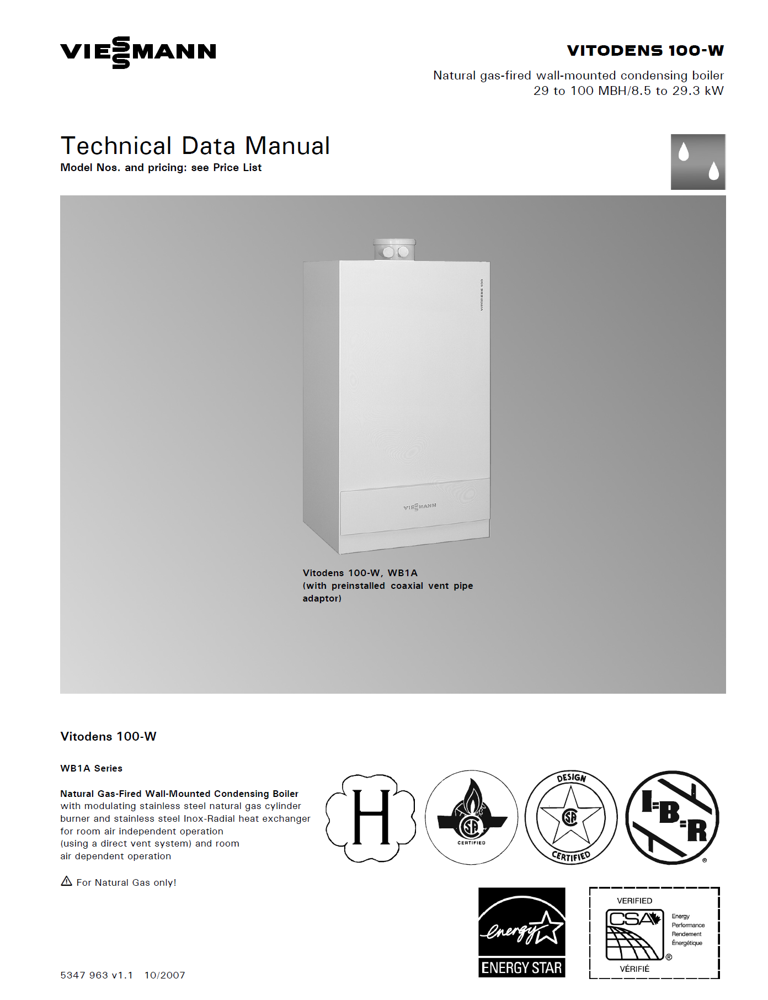 VIESSMANN
VITODENS 100-W
Natural gas-fired wall-mounted condensing boiler
29 to 100 MBH/8.5 to 29.3 kW
Technical Data Manual
Model Nos. and pricing: see Price List
VITODENS 100
VIESSMANN
Vitodens 100-W, WB1A
(with preinstalled coaxial vent pipe
adaptor)
Vitodens 100-W
WB1A Series
Natural Gas-Fired Wall-Mounted Condensing Boiler
with modulating stainless steel natural gas cylinder
burner and stainless steel Inox-Radial heat exchanger
for room air independent operation
(using a direct vent system) and room
air dependent operation
⚠ For Natural Gas only!
H
CSA
CERTIFIED
DESIGN
CSA
CERTIFIED
I=B=R
®
energy
ENERGY STAR
VERIFIED
CSA
Energy
Performance
Rendement
Énergétique
®
VÉRIFIÉ
5347 963 v1.1 10/2007